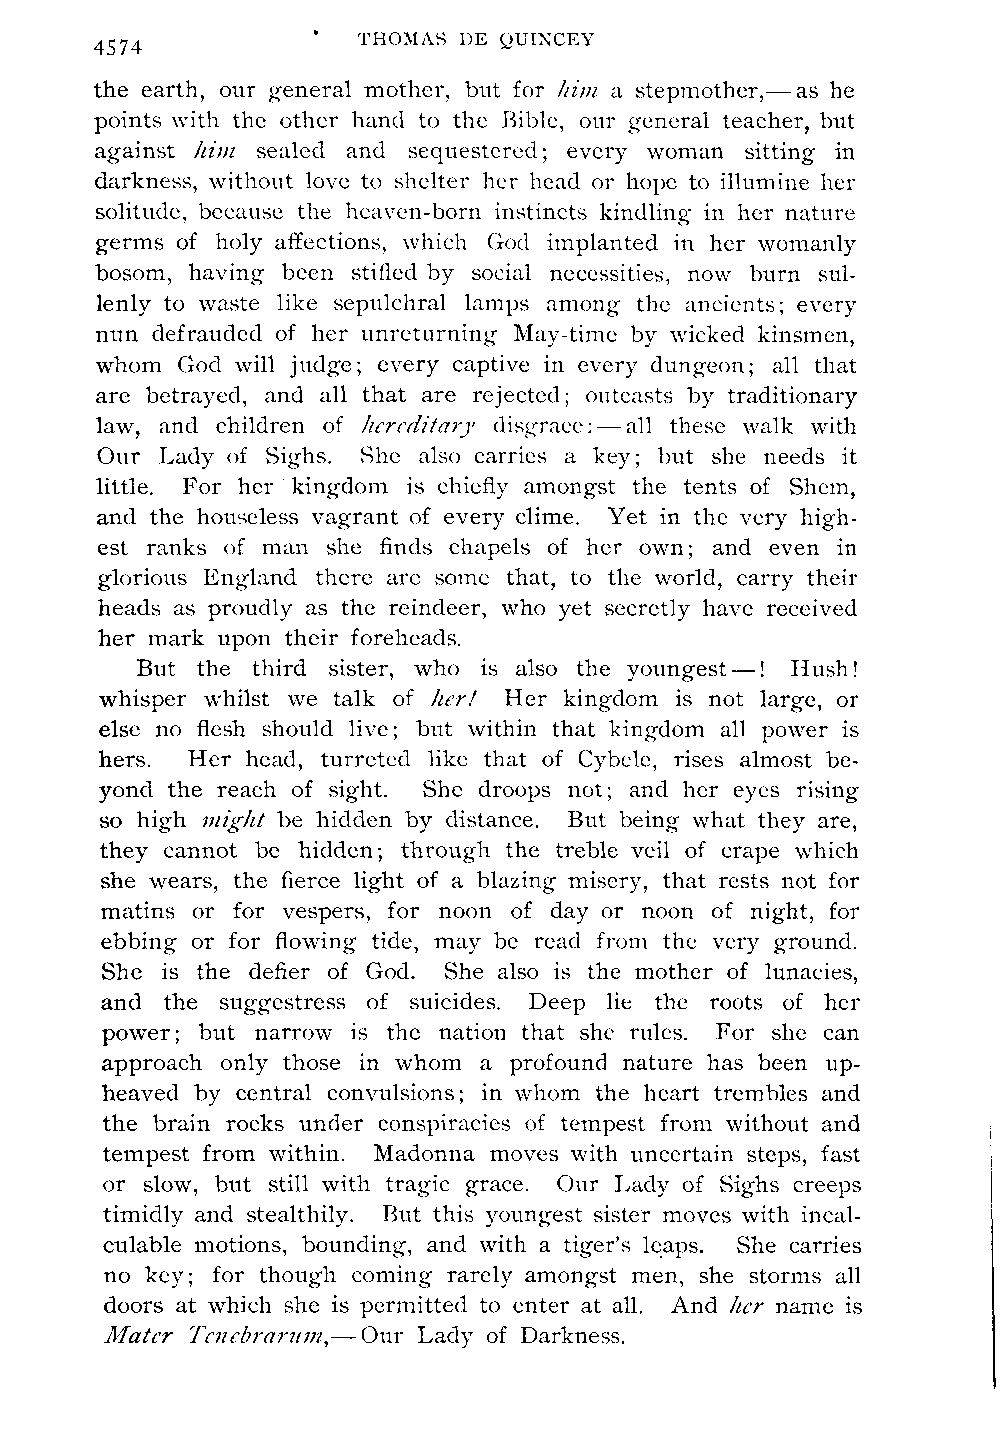 4574
THOMAS DE QUINCEY
the earth, our general mother, but for him a stepmother,—as he
points with the other hand to the Bible, our general teacher, but
against him sealed and sequestered; every woman sitting in
darkness, without love to shelter her head or hope to illumine her
solitude, because the heaven-born instincts kindling in her nature
germs of holy affections, which God implanted in her womanly
bosom, having been stifled by social necessities, now burn sul-
lenly to waste like sepulchral lamps among the ancients; every
nun defrauded of her unreturning May-time by wicked kinsmen,
whom God will judge; every captive in every dungeon; all that
are betrayed, and all that are rejected; outcasts by traditionary
law, and children of hereditary disgrace:—all these walk with
Our Lady of Sighs. She also carries a key; but she needs it
little. For her kingdom is chiefly amongst the tents of Shem,
and the houseless vagrant of every clime. Yet in the very high-
est ranks of man she finds chapels of her own; and even in
glorious England there are some that, to the world, carry their
heads as proudly as the reindeer, who yet secretly have received
her mark upon their foreheads.
But the third sister, who is also the youngest—! Hush!
whisper whilst we talk of her! Her kingdom is not large, or
else no flesh should live; but within that kingdom all power is
hers. Her head, turreted like that of Cybele, rises almost be-
yond the reach of sight. She droops not; and her eyes rising
so high might be hidden by distance. But being what they are,
they cannot be hidden; through the treble veil of crape which
she wears, the fierce light of a blazing misery, that rests not for
matins or for vespers, for noon of day or noon of night, for
ebbing or for flowing tide, may be read from the very ground.
She is the defier of God. She also is the mother of lunacies,
and the suggestress of suicides. Deep lie the roots of her
power; but narrow is the nation that she rules. For she can
approach only those in whom a profound nature has been up-
heaved by central convulsions; in whom the heart trembles and
the brain rocks under conspiracies of tempest from without and
tempest from within. Madonna moves with uncertain steps, fast
or slow, but still with tragic grace. Our Lady of Sighs creeps
timidly and stealthily. But this youngest sister moves with incal-
culable motions, bounding, and with a tiger's leaps. She carries
no key; for though coming rarely amongst men, she storms all
doors at which she is permitted to enter at all. And her name is
Mater Tenebrarum,—Our Lady of Darkness.